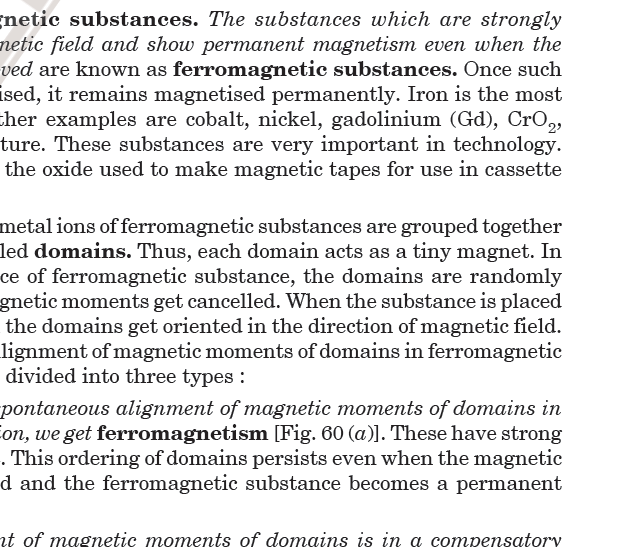 gnetic substances. The substances which are strongly
netic field and show permanent magnetism even when the
ved are known as ferromagnetic substances. Once such
ised, it remains magnetised permanently. Iron is the most
ther examples are cobalt, nickel, gadolinium (Gd), CrO₂,
ture. These substances are very important in technology.
the oxide used to make magnetic tapes for use in cassette
metal ions of ferromagnetic substances are grouped together
led domains. Thus, each domain acts as a tiny magnet. In
ce of ferromagnetic substance, the domains are randomly
gnetic moments get cancelled. When the substance is placed
the domains get oriented in the direction of magnetic field.
lignment of magnetic moments of domains in ferromagnetic
divided into three types :
pontaneous alignment of magnetic moments of domains in
ion, we get ferromagnetism [Fig. 60 (a)]. These have strong
. This ordering of domains persists even when the magnetic
d and the ferromagnetic substance becomes a permanent
nt of magnetic moments of domains is in a compensatory